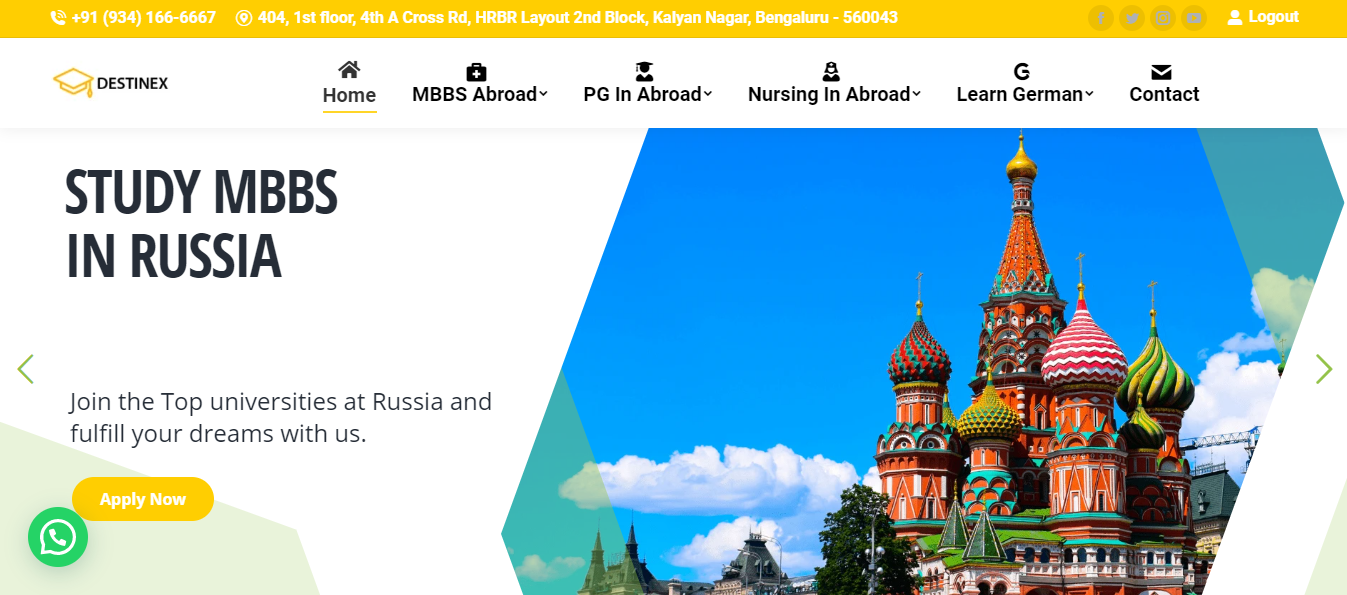 +91 (934) 166-6667
404, 1st floor, 4th A Cross Rd, HRBR Layout 2nd Block, Kalyan Nagar, Bengaluru - 560043
Logout
DESTINEX
Home
MBBS Abroad
PG In Abroad
Nursing In Abroad
Learn German
Contact
STUDY MBBS
IN RUSSIA
Join the Top universities at Russia and
fulfill your dreams with us.
Apply Now